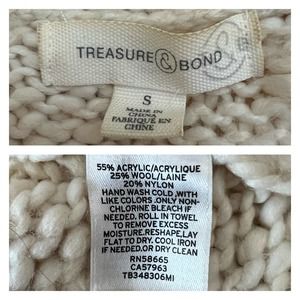 TREASURE & BOND
&B
S
MADE IN
CHINA
FABRIQUÉ EN
CHINE
55% ACRYLIC/ACRYLIQUE
25% WOOL/LAINE
20% NYLON
HAND WASH COLD ,WITH
LIKE COLORS .ONLY NON-
CHLORINE BLEACH IF
NEEDED. ROLL IN TOWEL
TO REMOVE EXCESS
MOISTURE.RESHAPE,LAY
FLAT TO DRY. COOL IRON
IF NEEDED,OR DRY CLEAN
RN58665
CA57963
TB348306MI